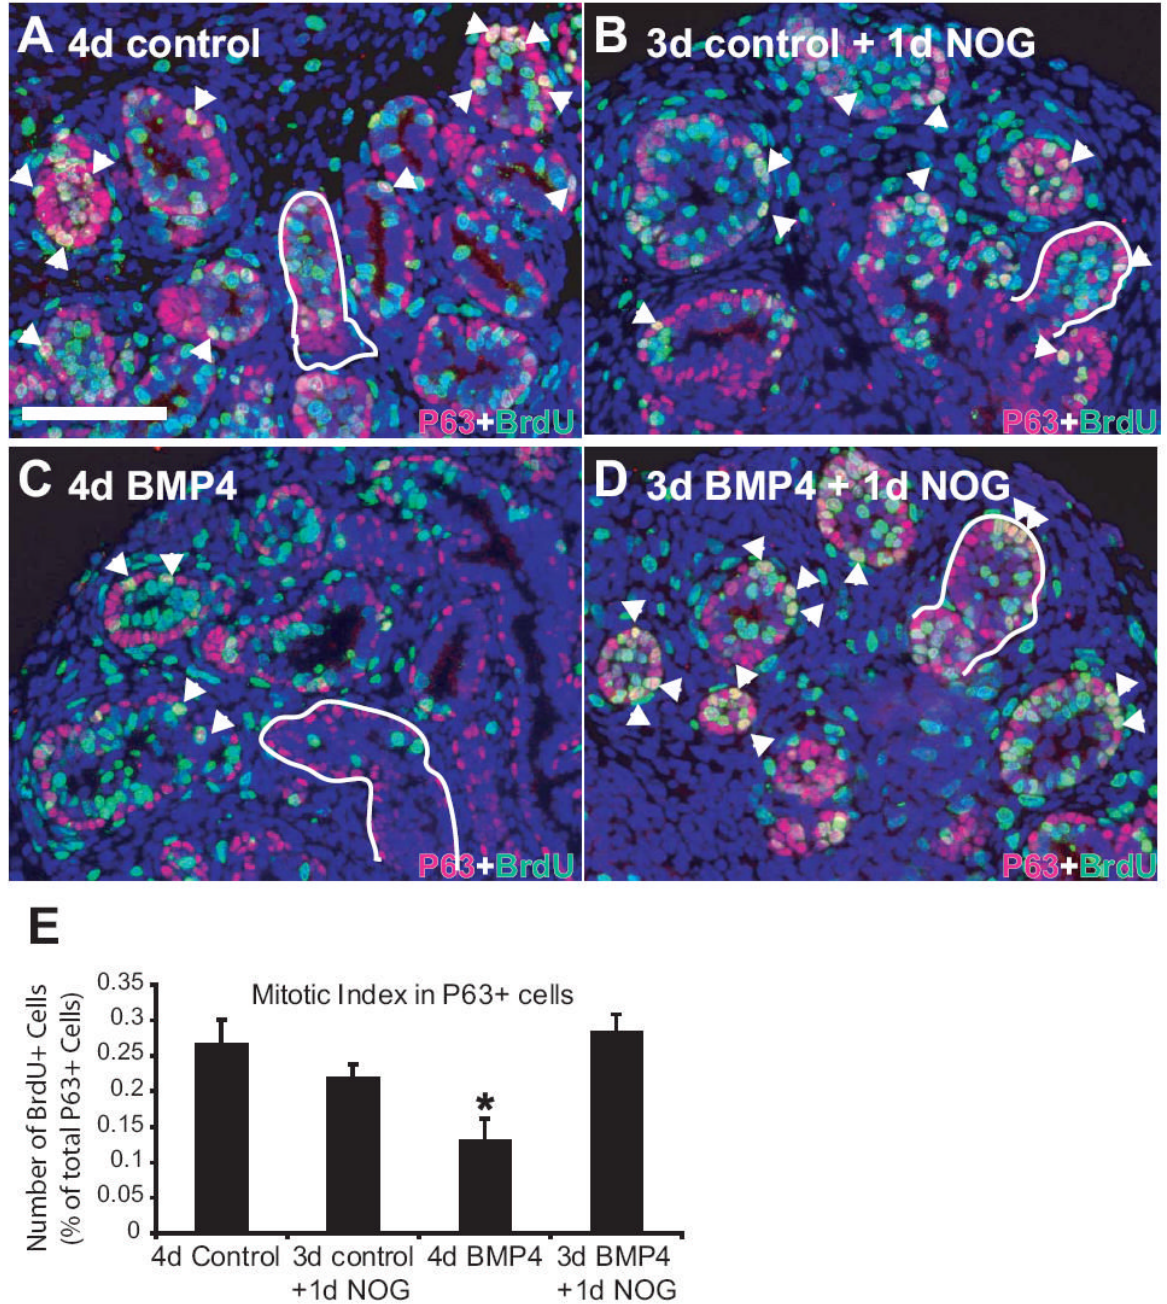 A 4d control
B 3d control + 1d NOG
P63+BrdU
P63+BrdU
C 4d BMP4
D 3d BMP4 + 1d NOG
P63+BrdU
P63+BrdU
E
Mitotic Index in P63+ cells
Number of BrdU+ Cells
(% of total P63+ Cells)
0.35
0.3
0.25
0.2
0.15
0.1
0.05
0
*
4d Control
3d control
+1d NOG
4d BMP4
3d BMP4
+1d NOG